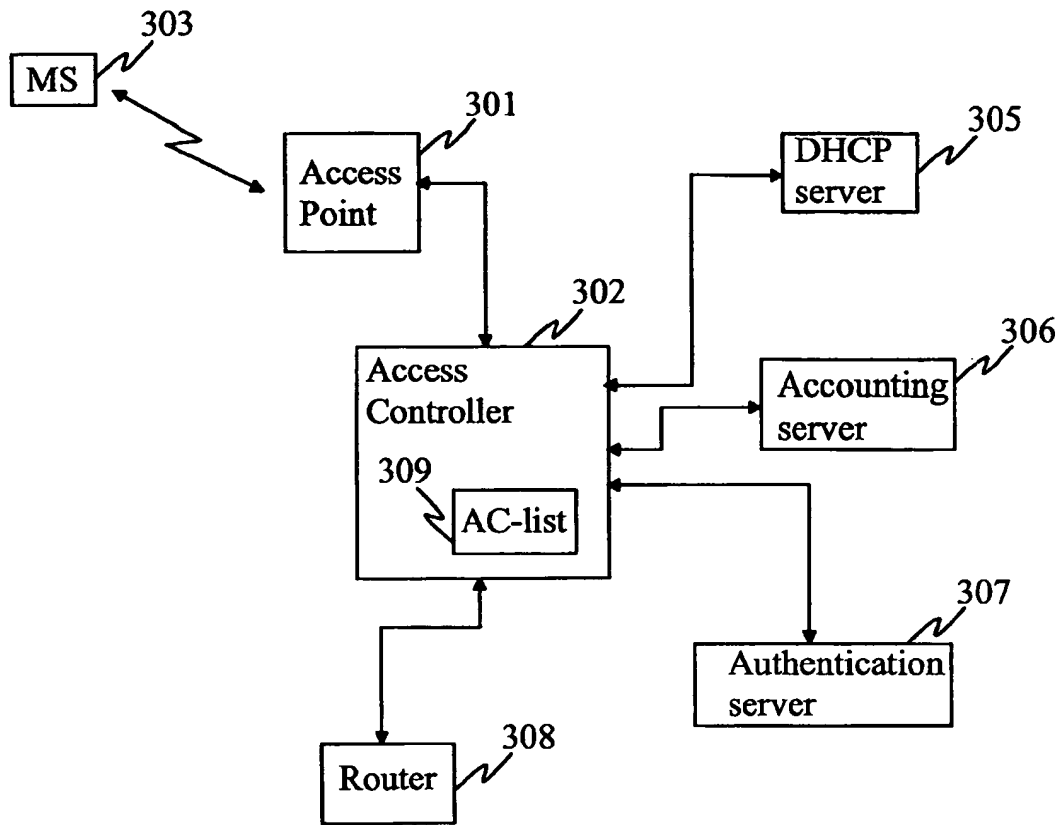 303
MS
301
Access
Point
305
DHCP
server
302
Access
Controller
306
Accounting
server
309
AC-list
307
Authentication
server
308
Router